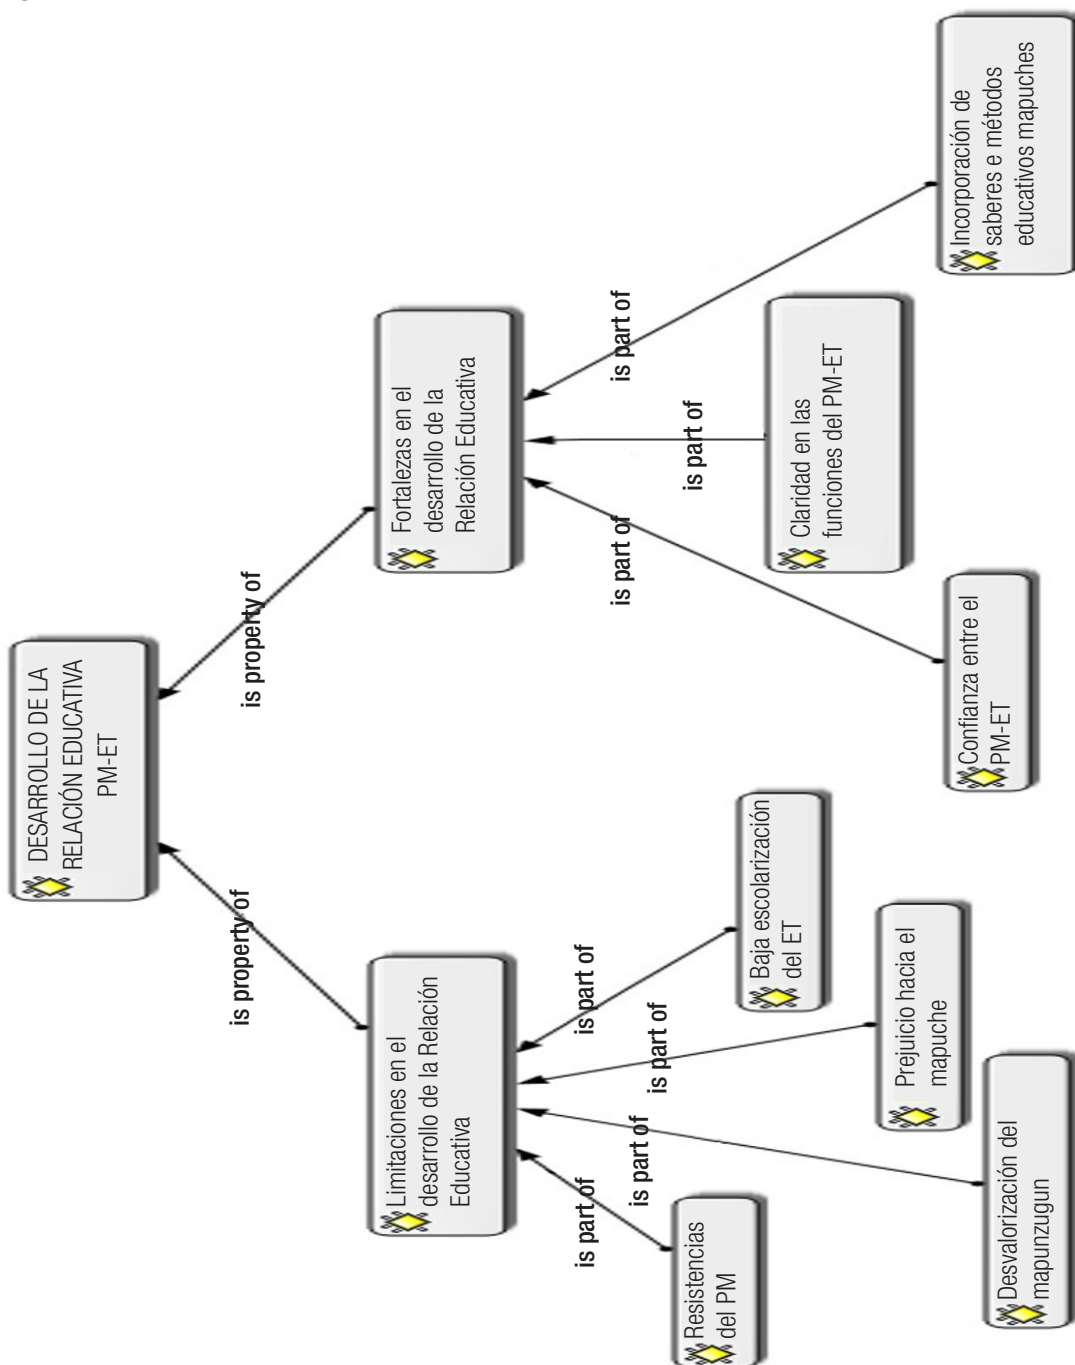 DESARROLLO DE LA
RELACIÓN EDUCATIVA
PM-ET
is property of
is property of
Limitaciones en el
desarrollo de la Relación
Educativa
Fortalezas en el
desarrollo de la
Relación Educativa
is part of
is part of
is part of
is part of
is part of
is part of
is part of
Resistencias
del PM
Desvalorización del
mapunzugun
Prejuicio hacia el
mapuche
Baja escolarización
del ET
Confianza entre el
PM-ET
Claridad en las
funciones del PM-ET
Incorporación de
saberes e métodos
educativos mapuches